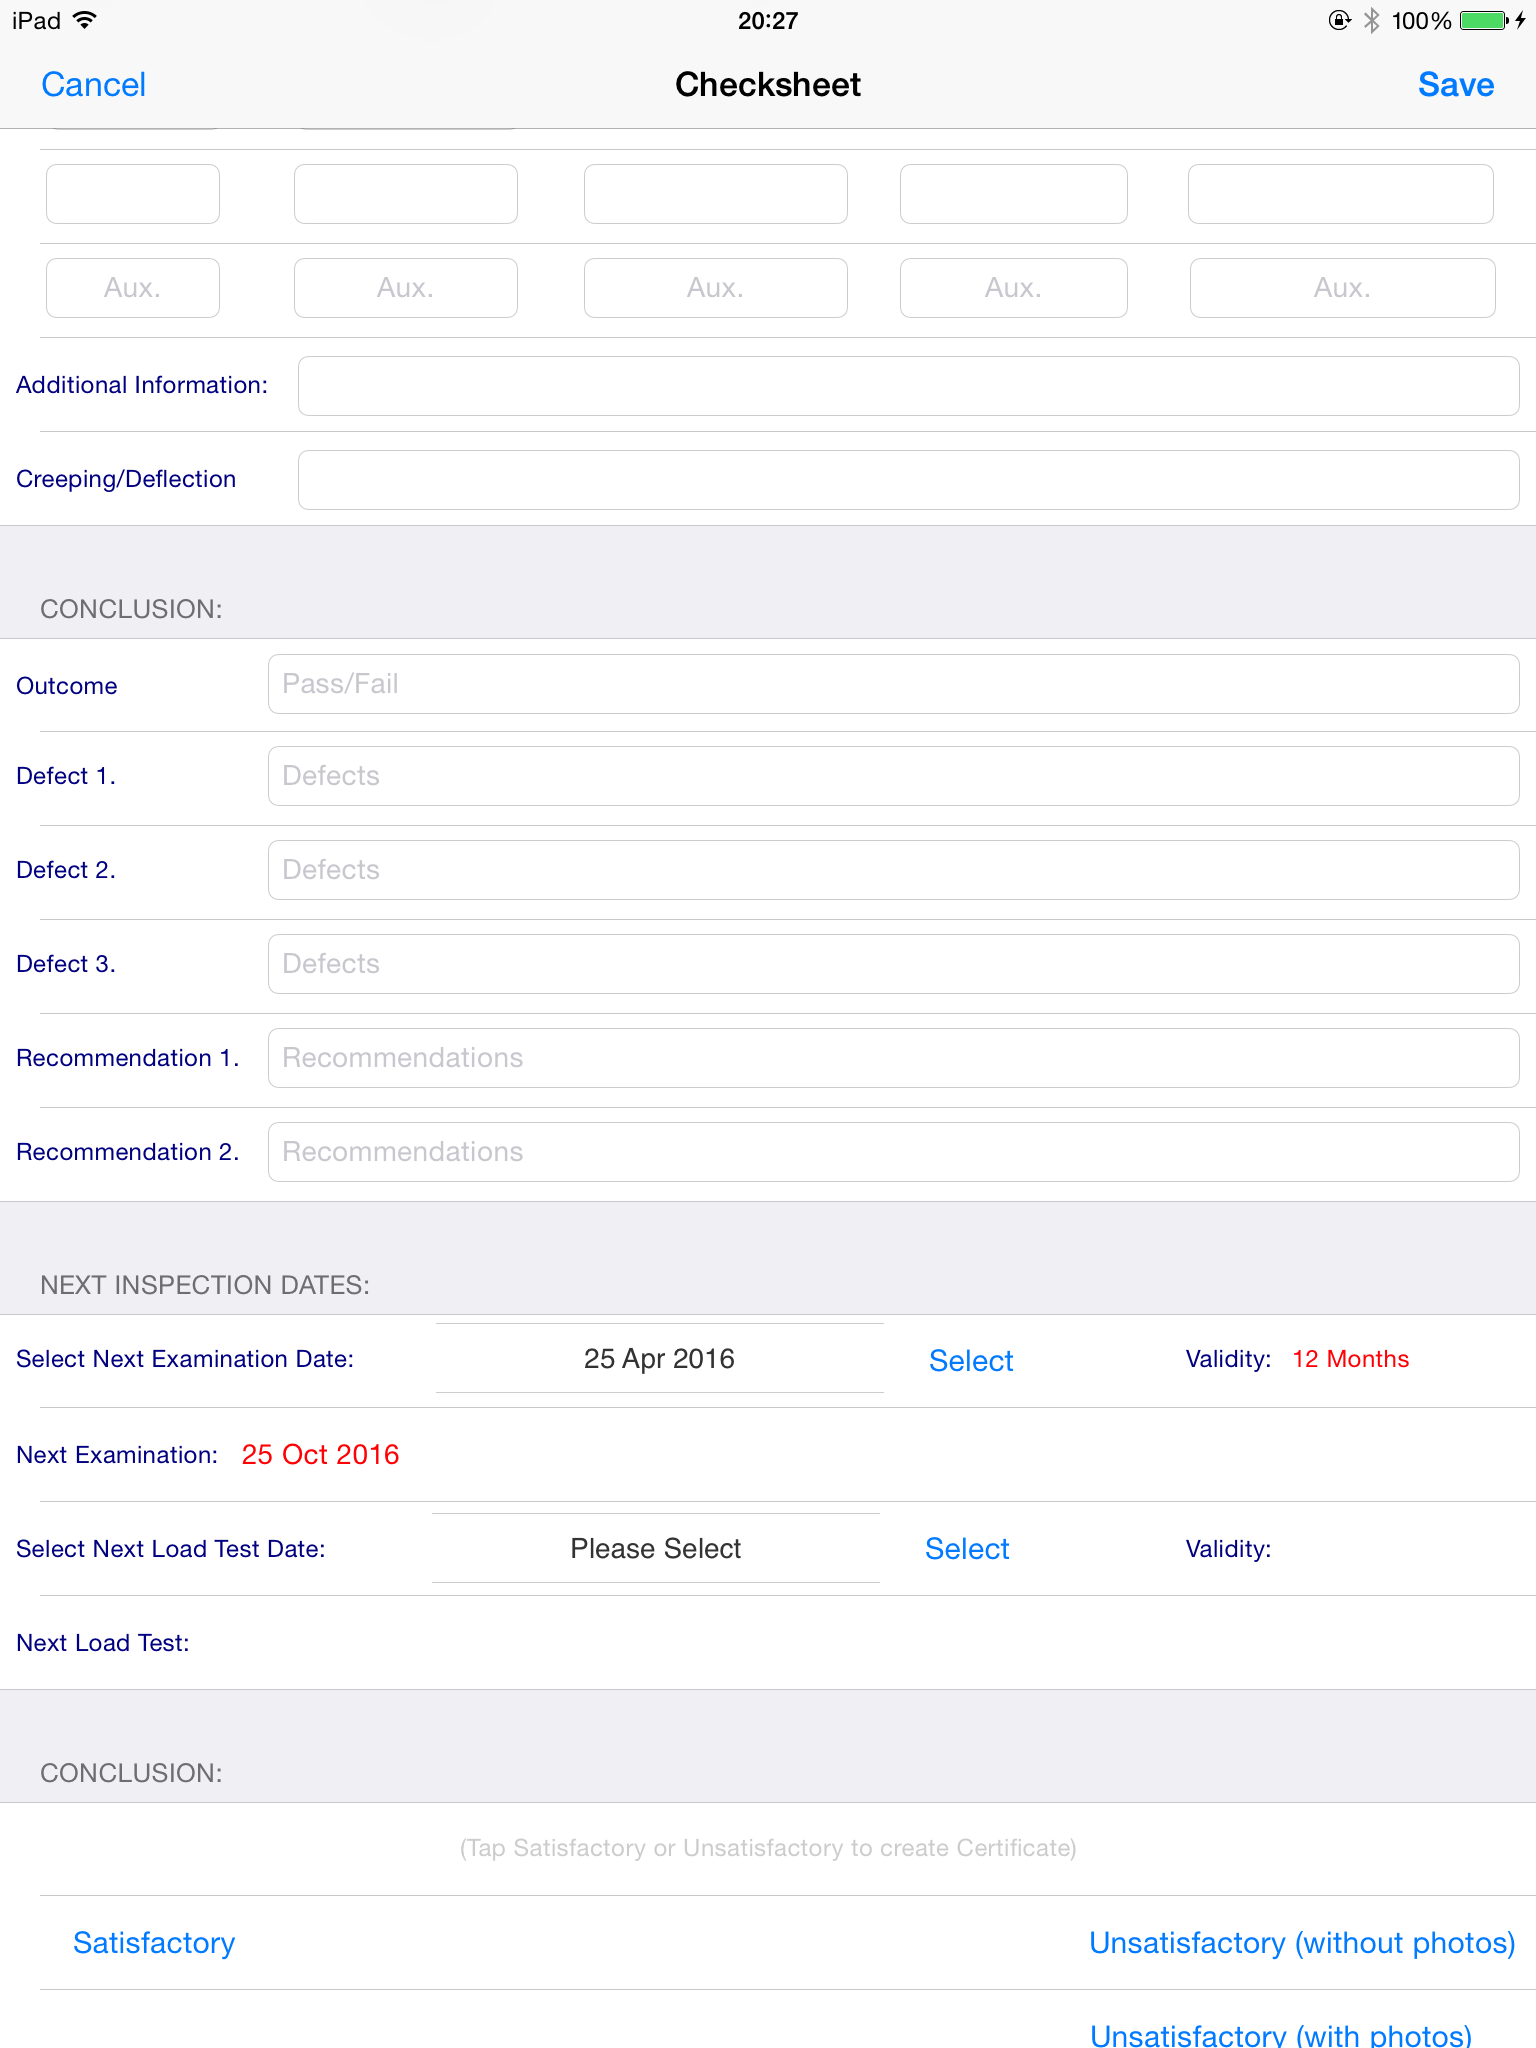 iPad 20:27 100%
Cancel Checksheet Save
Aux. Aux. Aux. Aux. Aux.
Additional Information:
Creeping/Deflection
CONCLUSION:
Outcome Pass/Fail
Defect 1. Defects
Defect 2. Defects
Defect 3. Defects
Recommendation 1. Recommendations
Recommendation 2. Recommendations
NEXT INSPECTION DATES:
Select Next Examination Date: 25 Apr 2016 Select Validity: 12 Months
Next Examination: 25 Oct 2016
Select Next Load Test Date: Please Select Select Validity:
Next Load Test:
CONCLUSION:
(Tap Satisfactory or Unsatisfactory to create Certificate)
Satisfactory Unsatisfactory (without photos)
Unsatisfactory (with photos)